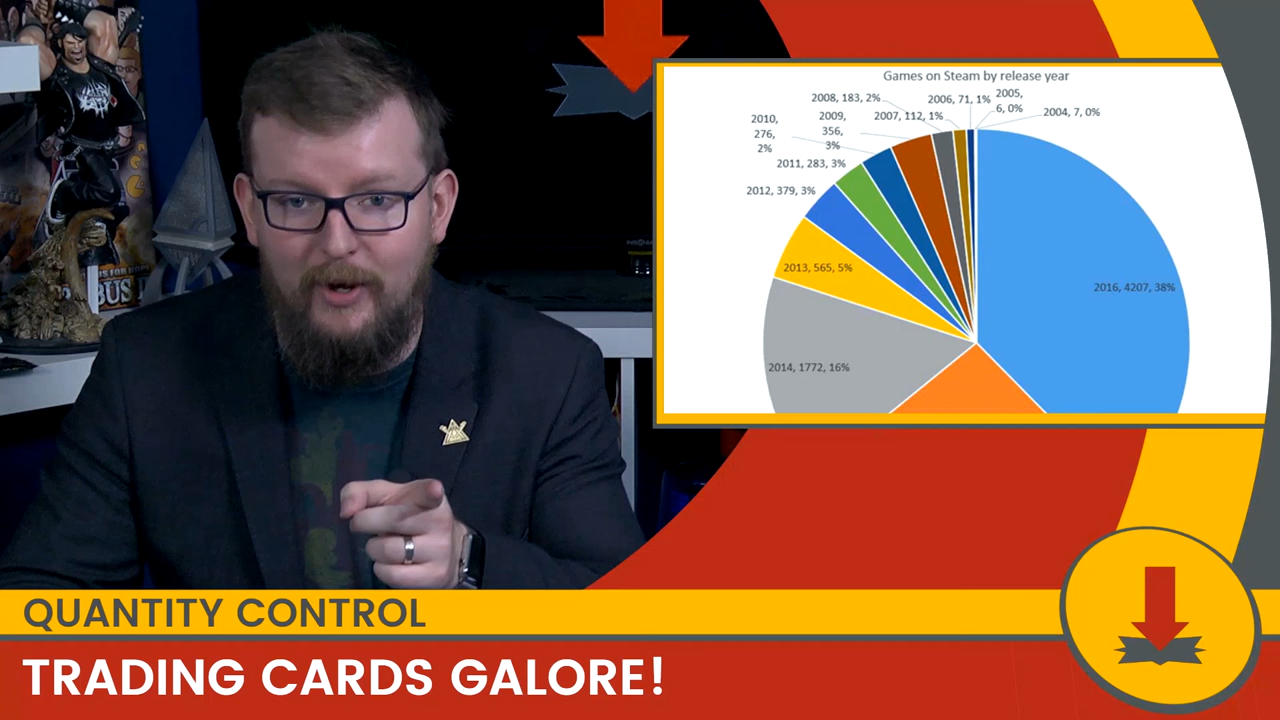 Games on Steam by release year
2008, 183, 2%
2006, 71, 1%
2005,
6, 0%
2004, 7, 0%
2010,
276,
2%
2009,
356,
3%
2007, 112, 1%
2011, 283, 3%
2012, 379, 3%
2013, 565, 5%
2016, 4207, 38%
2014, 1772, 16%
QUANTITY CONTROL
TRADING CARDS GALORE!